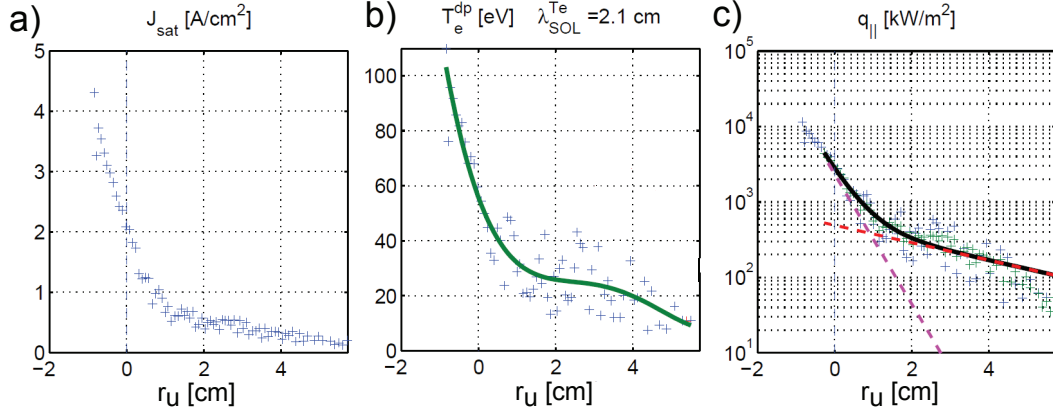 a) J_sat [A/cm^2]
5
4
3
2
1
0
−2 0 2 4
r_u [cm]
b) T_e^dp [eV] λ_SOL^Te =2.1 cm
100
80
60
40
20
0
−2 0 2 4
r_u [cm]
c) q_|| [kW/m^2]
10^5
10^4
10^3
10^2
10^1
−2 0 2 4
r_u [cm]